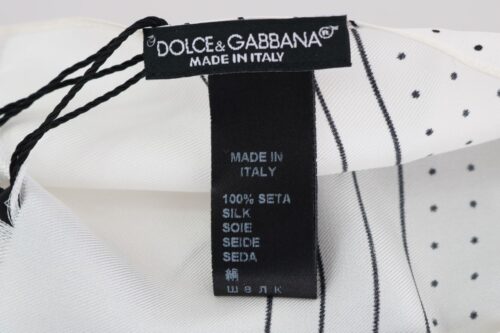 DOLCE&GABBANA®
MADE IN ITALY
MADE IN
ITALY
100% SETA
SILK
SOIE
SEIDE
SEDA
絹
ШЕЛК